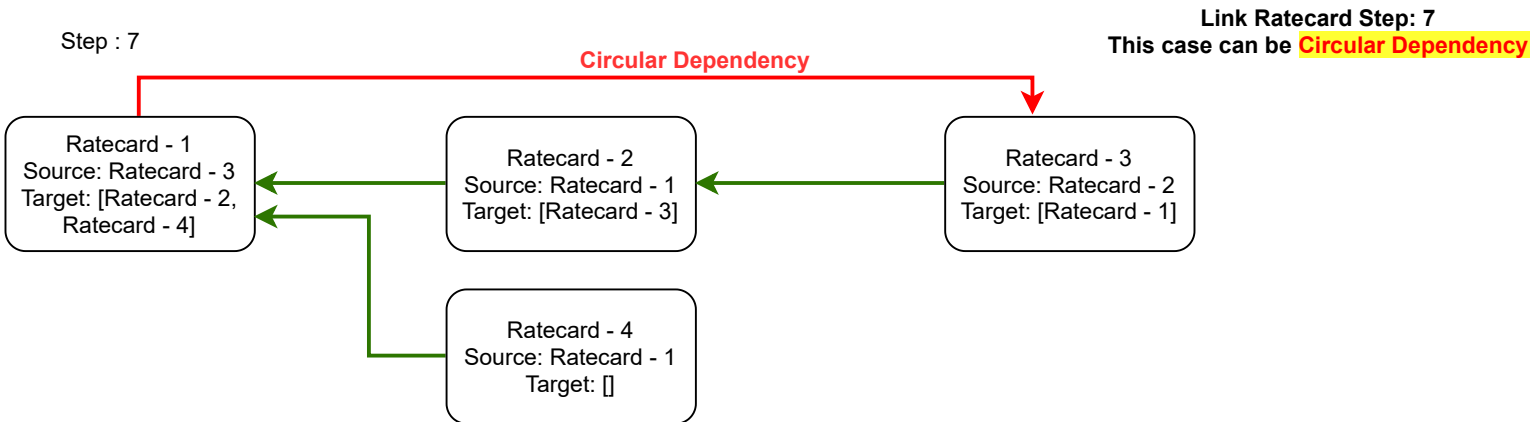 Step : 7
Link Ratecard Step: 7
This case can be Circular Dependency
Circular Dependency
Ratecard - 1
Source: Ratecard - 3
Target: [Ratecard - 2,
Ratecard - 4]
Ratecard - 2
Source: Ratecard - 1
Target: [Ratecard - 3]
Ratecard - 3
Source: Ratecard - 2
Target: [Ratecard - 1]
Ratecard - 4
Source: Ratecard - 1
Target: []